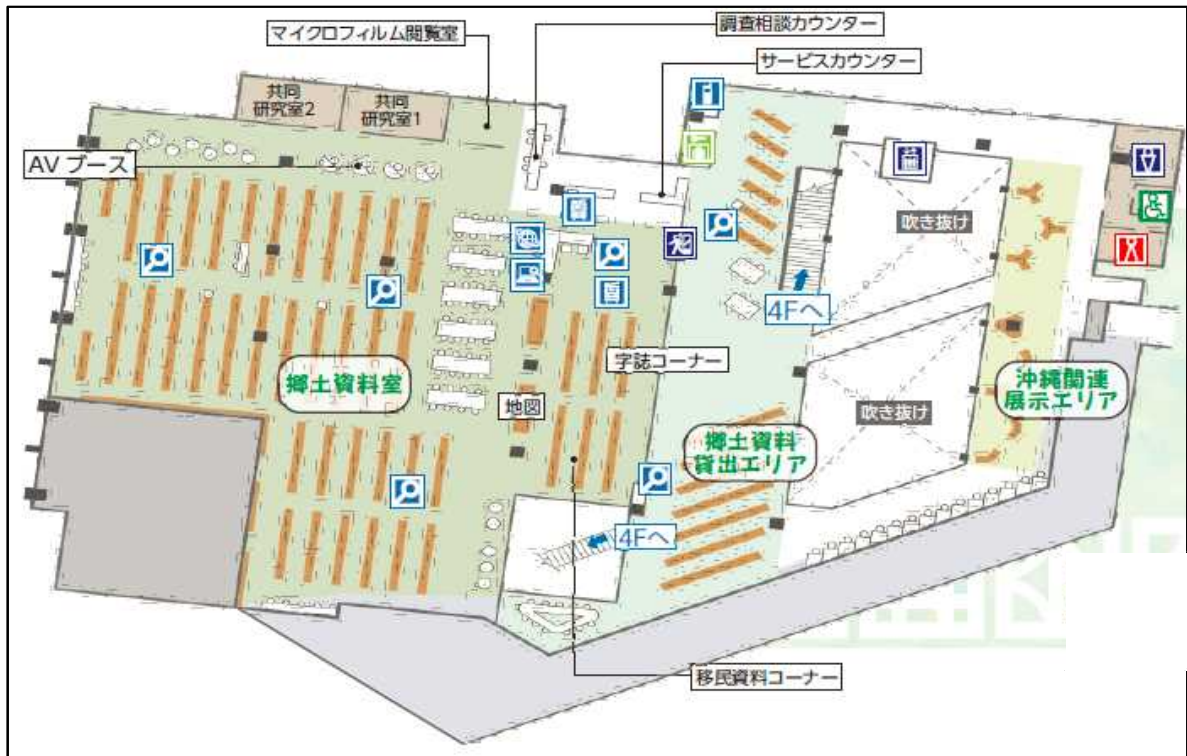 マイクロフィルム閲覧室
調査相談カウンター
サービスカウンター
共同
研究室2
共同
研究室1
AV ブース
吹き抜け
4Fへ
字誌コーナー
郷土資料室
地図
吹き抜け
沖縄関連
展示エリア
郷土資料
貸出エリア
4Fへ
移民資料コーナー